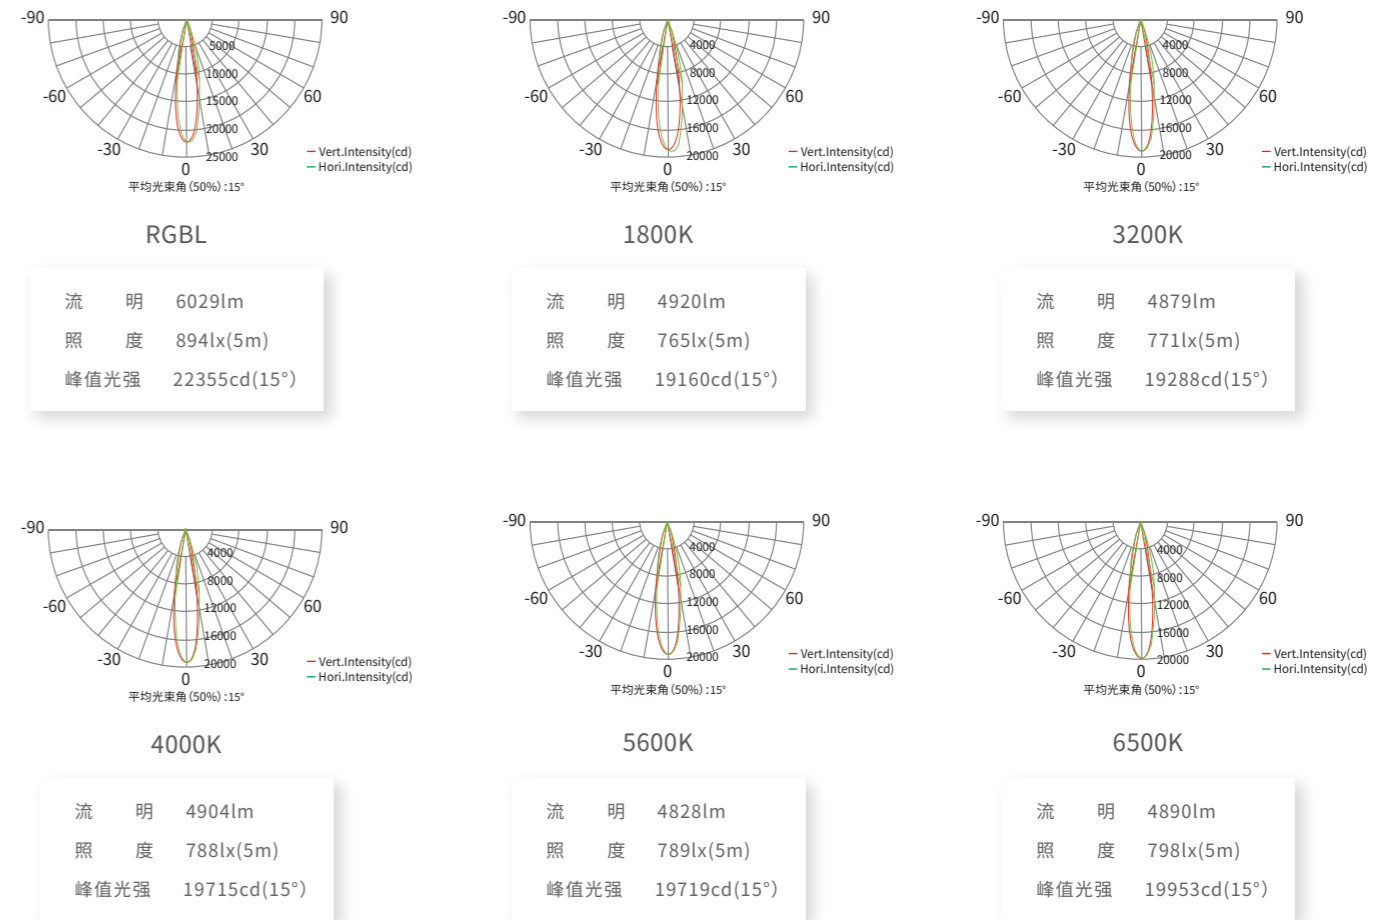 -90 90
5000
10000
-60 60
15000
20000
-30 30
25000
Vert.Intensity(cd)
0
Hori.Intensity(cd)
平均光束角(50%):15°
RGBL
流 明 6029lm
照 度 894lx(5m)
峰值光强 22355cd(15°)
-90 90
4000
8000
-60 60
12000
16000
-30 30
20000
Vert.Intensity(cd)
0
Hori.Intensity(cd)
平均光束角(50%):15°
1800K
流 明 4920lm
照 度 765lx(5m)
峰值光强 19160cd(15°)
-90 90
4000
8000
-60 60
12000
16000
-30 30
20000
Vert.Intensity(cd)
0
Hori.Intensity(cd)
平均光束角(50%):15°
3200K
流 明 4879lm
照 度 771lx(5m)
峰值光强 19288cd(15°)
-90 90
4000
8000
-60 60
12000
16000
-30 30
20000
Vert.Intensity(cd)
0
Hori.Intensity(cd)
平均光束角(50%):15°
4000K
流 明 4904lm
照 度 788lx(5m)
峰值光强 19715cd(15°)
-90 90
4000
8000
-60 60
12000
16000
-30 30
20000
Vert.Intensity(cd)
0
Hori.Intensity(cd)
平均光束角(50%):15°
5600K
流 明 4828lm
照 度 789lx(5m)
峰值光强 19719cd(15°)
-90 90
4000
8000
-60 60
12000
16000
-30 30
20000
Vert.Intensity(cd)
0
Hori.Intensity(cd)
平均光束角(50%):15°
6500K
流 明 4890lm
照 度 798lx(5m)
峰值光强 19953cd(15°)